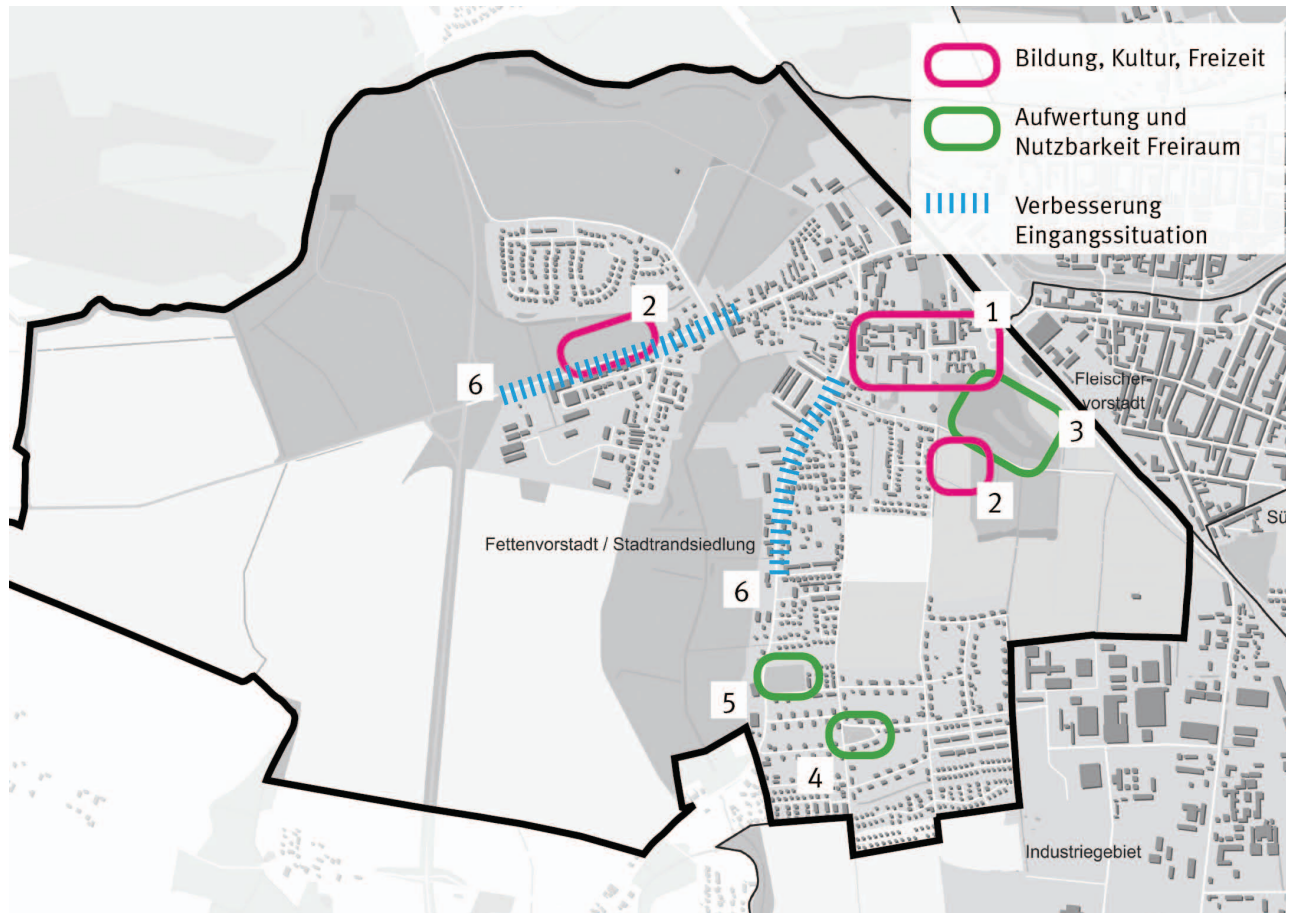 Bildung, Kultur, Freizeit
Aufwertung und
Nutzbarkeit Freiraum
Verbesserung
Eingangssituation
2
1
6
Fleischer-
vorstadt
3
2
Sü
Fettenvorstadt / Stadtrandsiedlung
6
5
4
Industriegebiet